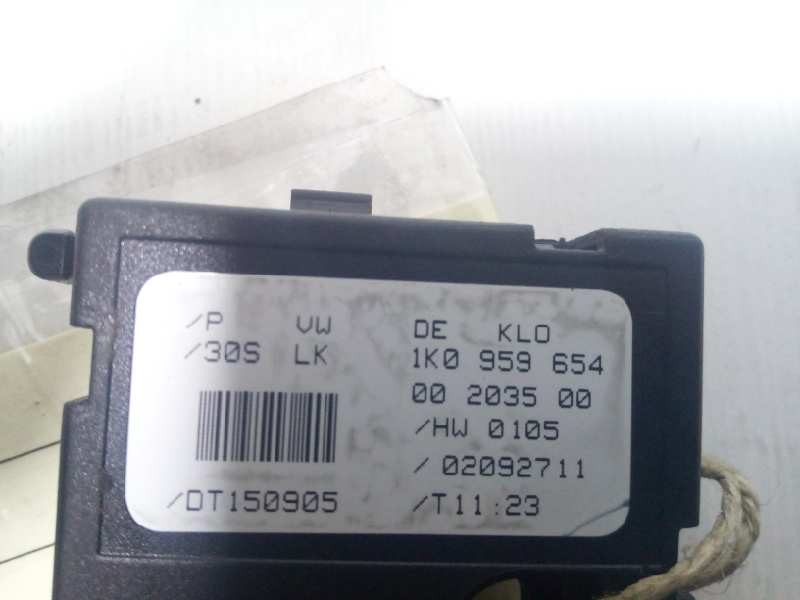 /P VW DE KLO
/30S LK 1K0 959 654
00 2035 00
/HW 0105
/02092711
/DT150905 /T11:23